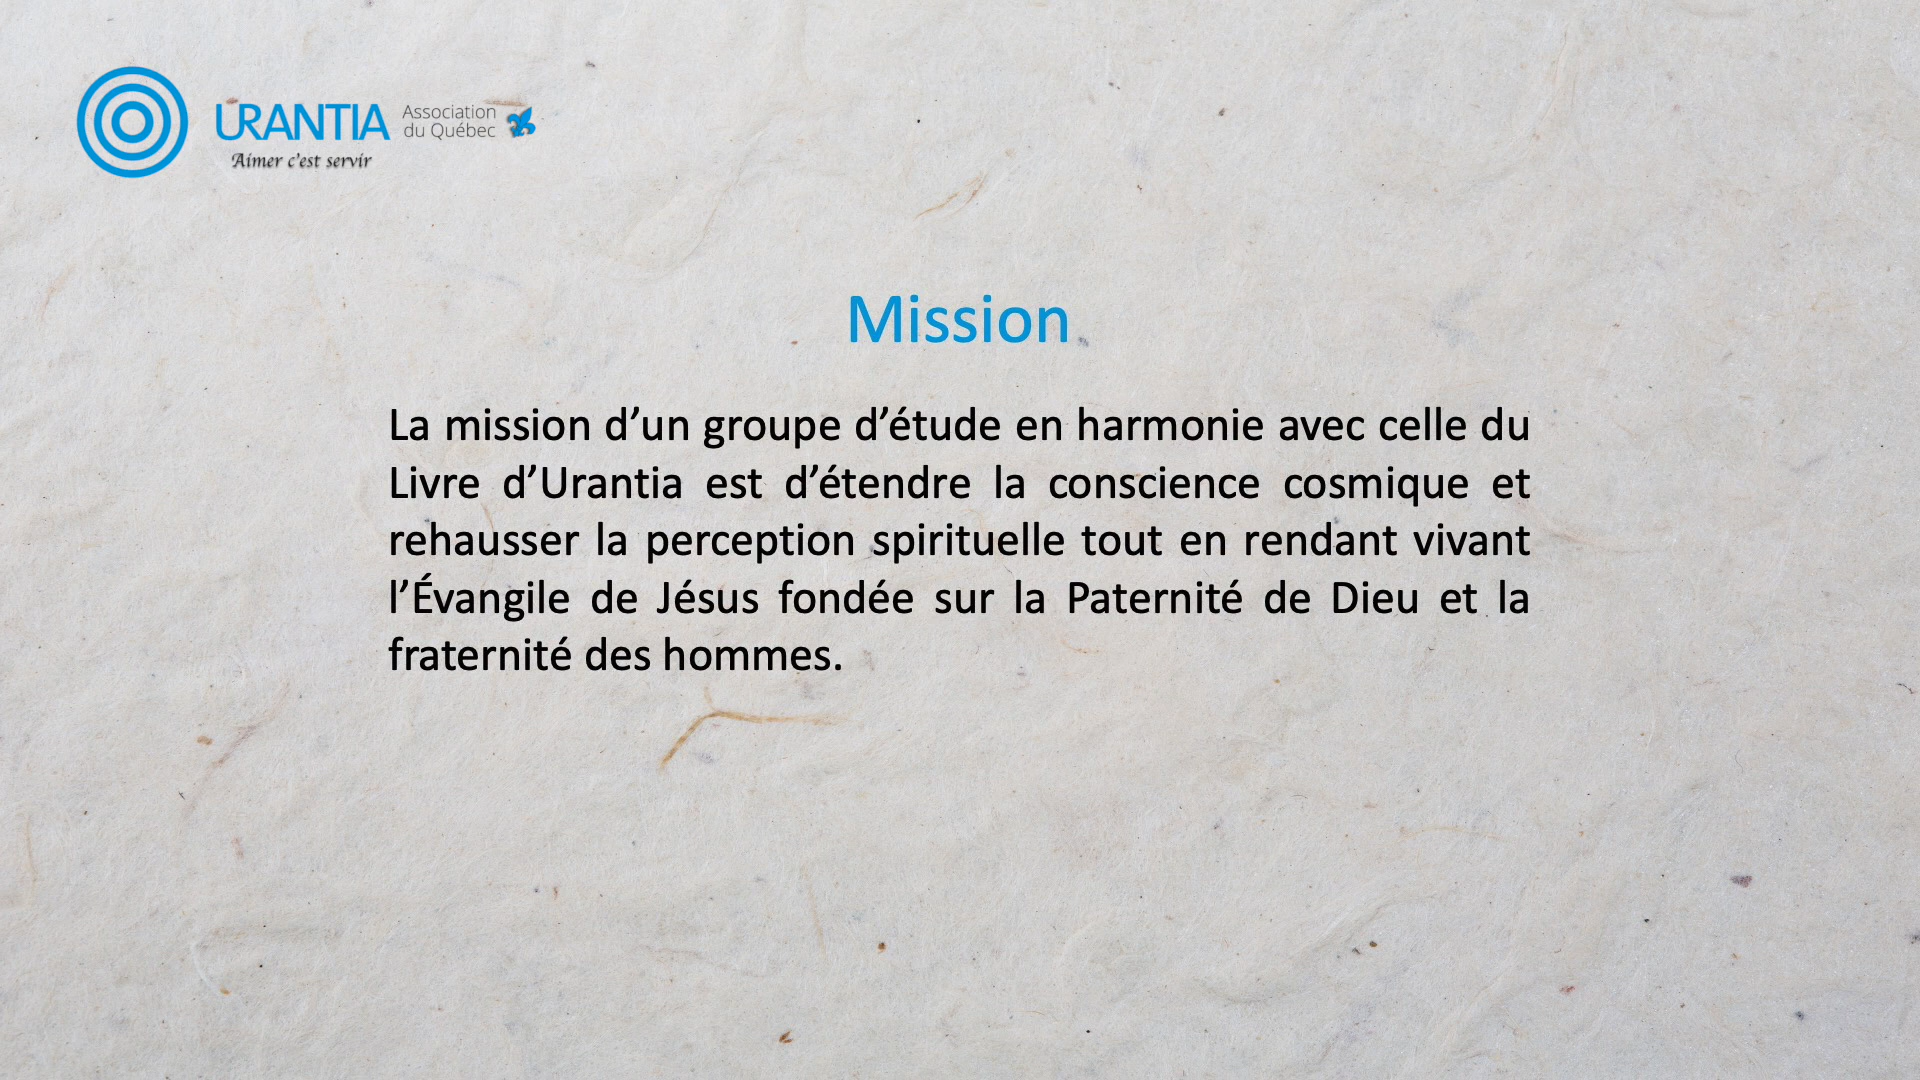 URANTIA Association du Québec
Aimer c'est servir
Mission
La mission d’un groupe d’étude en harmonie avec celle du
Livre d’Urantia est d’étendre la conscience cosmique et
rehausser la perception spirituelle tout en rendant vivant
l’Évangile de Jésus fondée sur la Paternité de Dieu et la
fraternité des hommes.